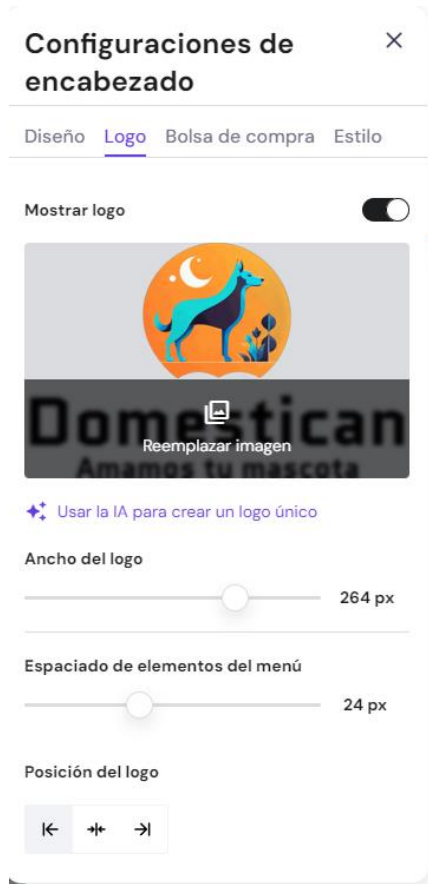 Configuraciones de
encabezado
Diseño Logo Bolsa de compra Estilo
Mostrar logo
Domestican
Reemplazar imagen
Amamos tu mascota
Usar la IA para crear un logo único
Ancho del logo
264 px
Espaciado de elementos del menú
24 px
Posición del logo